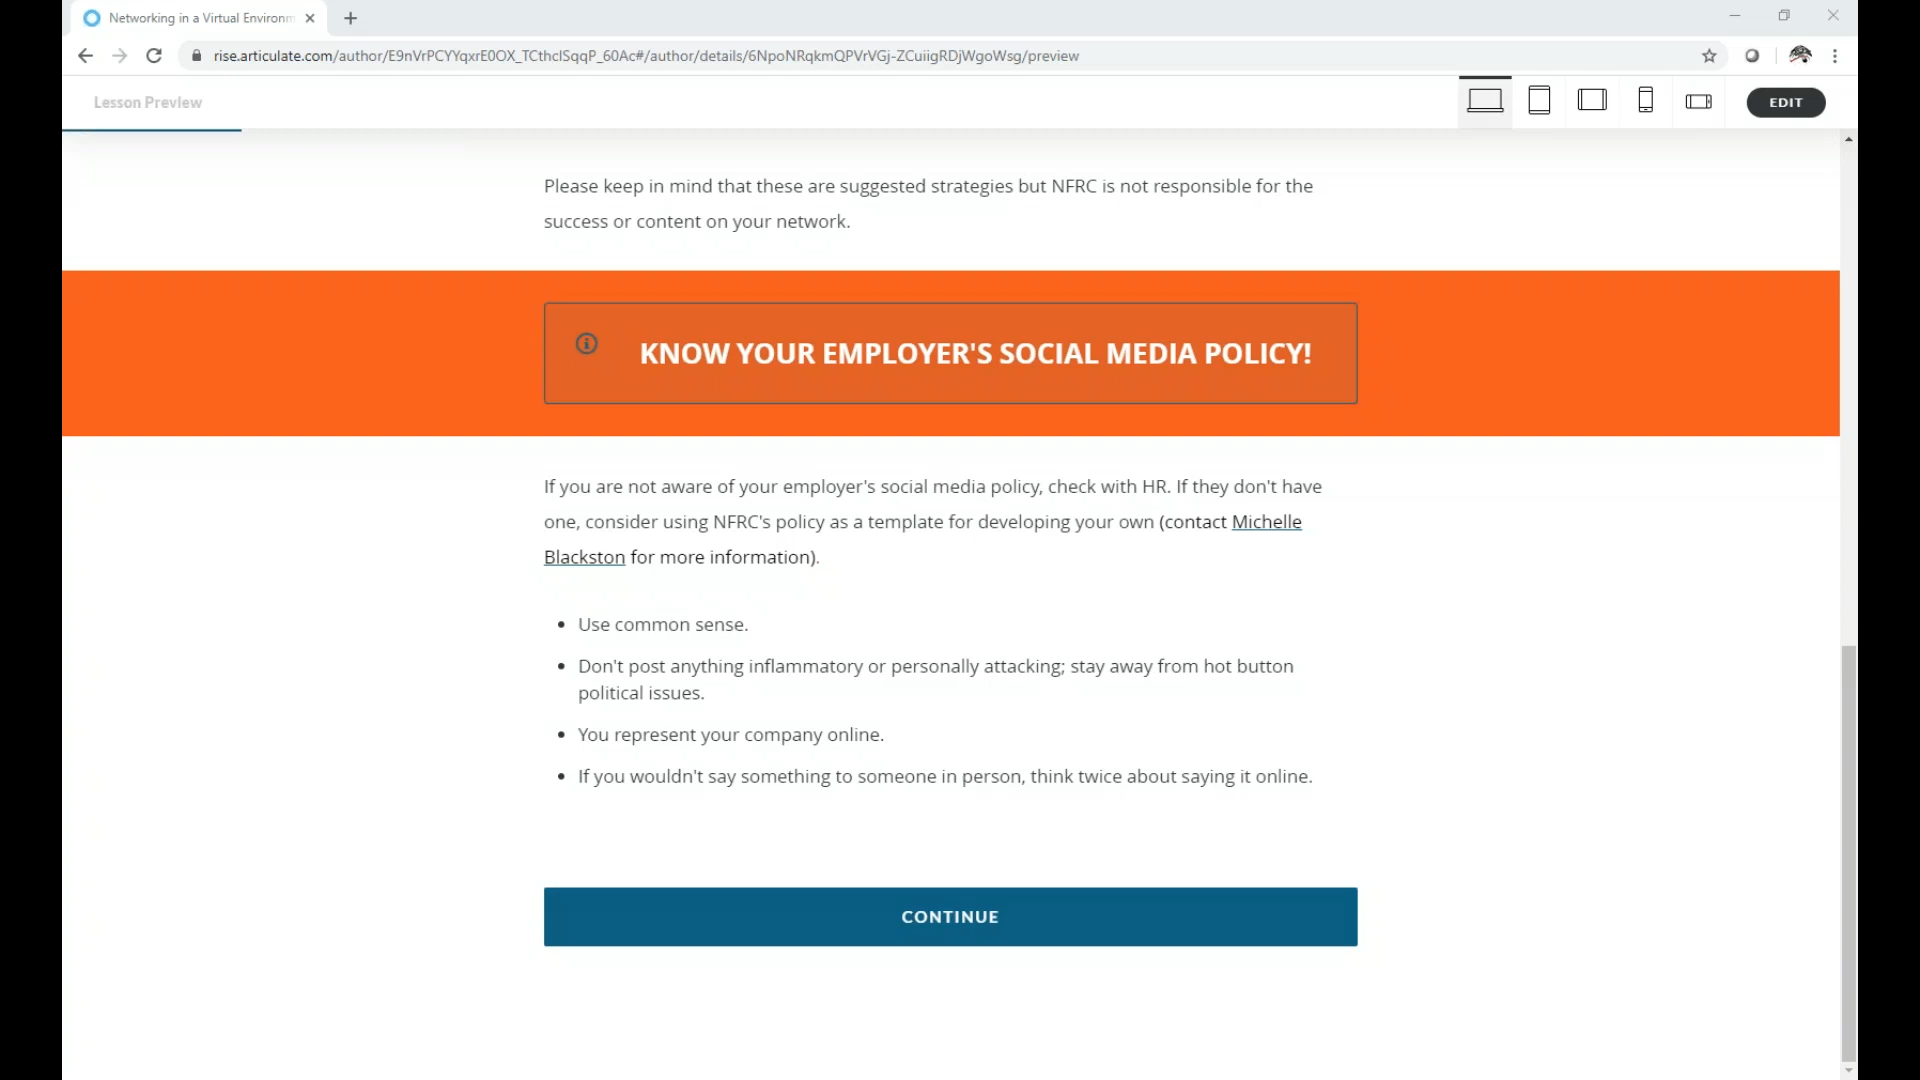 Networking in a Virtual Environm
rise.articulate.com/author/E9nVrPCYYqxrE0OX_TCthclSqqP_60Ac#/author/details/6NpoNRqkmQPVrVGj-ZCuiigRDjWgoWsg/preview
Lesson Preview
EDIT
Please keep in mind that these are suggested strategies but NFRC is not responsible for the
success or content on your network.
KNOW YOUR EMPLOYER'S SOCIAL MEDIA POLICY!
If you are not aware of your employer's social media policy, check with HR. If they don't have
one, consider using NFRC's policy as a template for developing your own (contact Michelle
Blackston for more information).
• Use common sense.
• Don't post anything inflammatory or personally attacking; stay away from hot button
political issues.
• You represent your company online.
• If you wouldn't say something to someone in person, think twice about saying it online.
CONTINUE